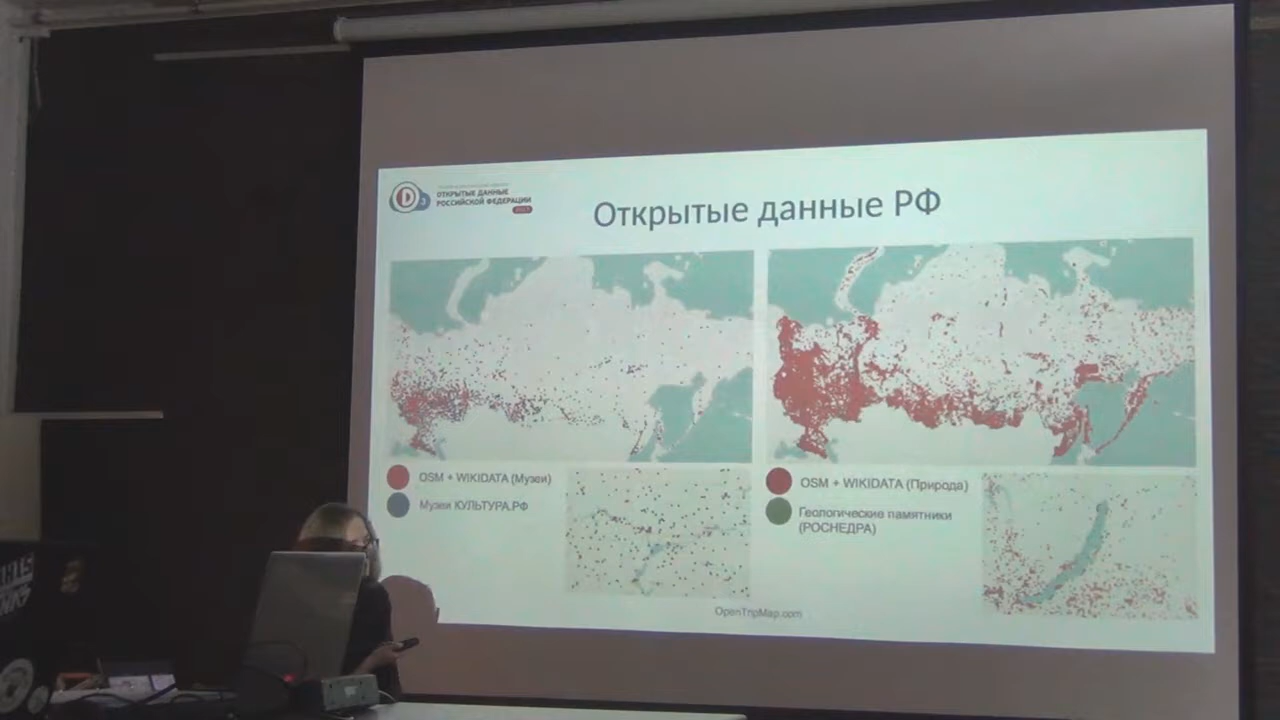 ОТКРЫТЫЕ ДАННЫЕ
РОССИЙСКОЙ ФЕДЕРАЦИИ
Открытые данные РФ
OSM + WIKIDATA (Музеи)
Музеи КУЛЬТУРА.РФ
OSM + WIKIDATA (Природа)
Геологические памятники
(РОСНЕДРА)
OpenTripMap.com